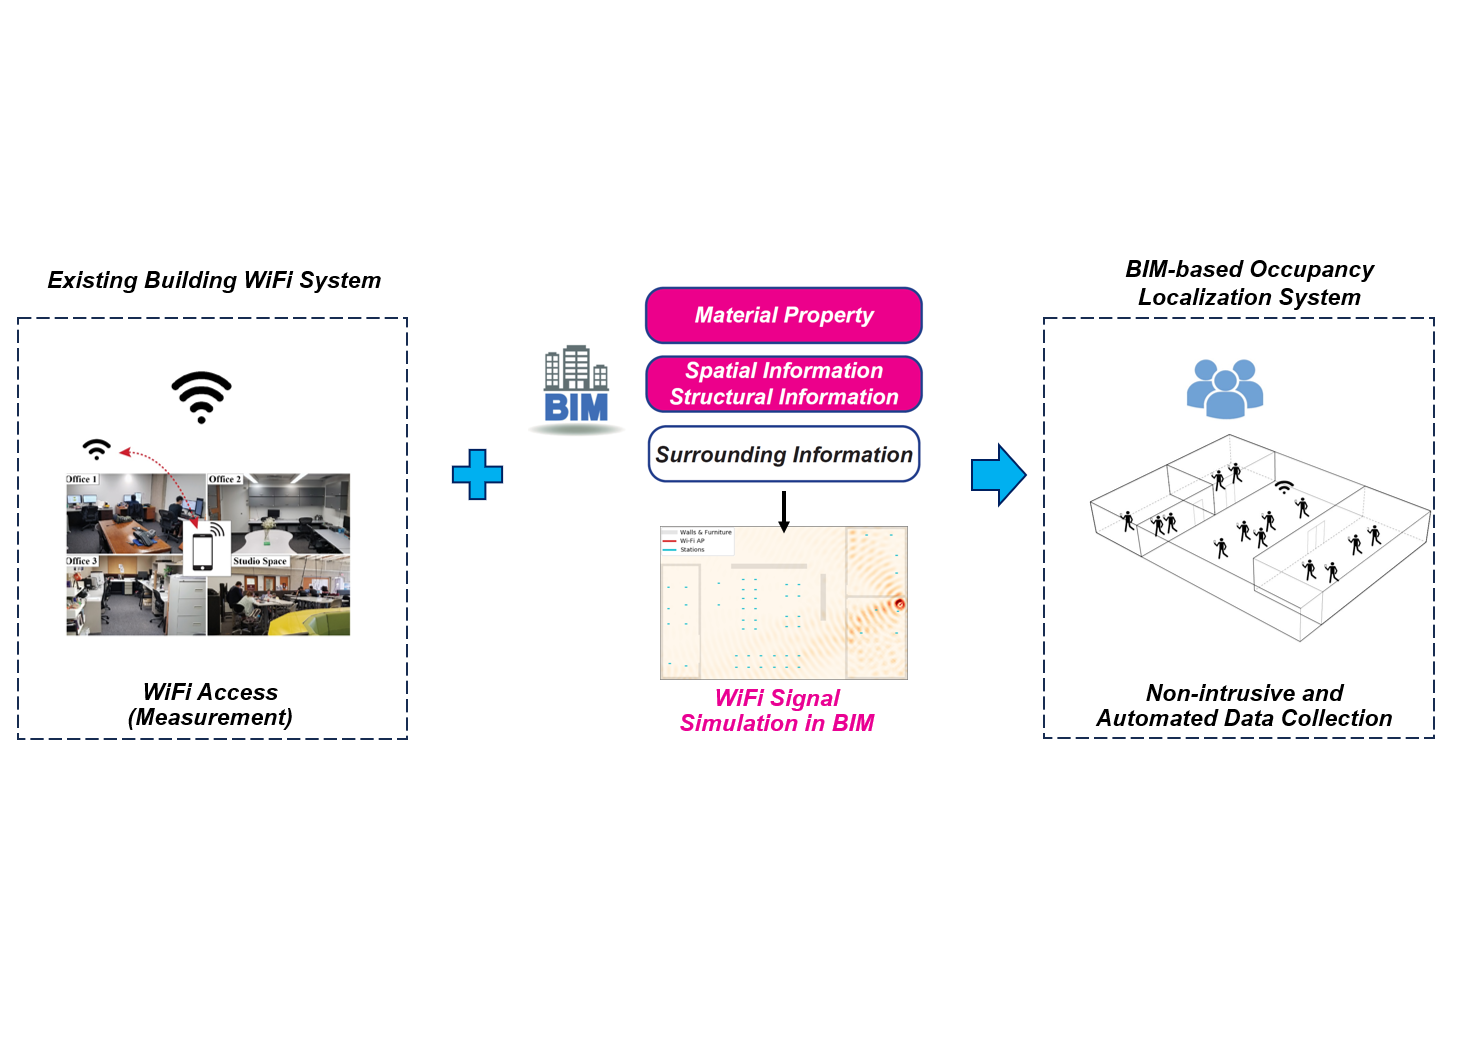 Existing Building WiFi System
Office 1
Office 2
Office 3
Studio Space
WiFi Access
(Measurement)
BIM
Material Property
Spatial Information
Structural Information
Surrounding Information
Walls & Furniture
Wi-Fi AP
Stations
WiFi Signal
Simulation in BIM
BIM-based Occupancy
Localization System
Non-intrusive and
Automated Data Collection